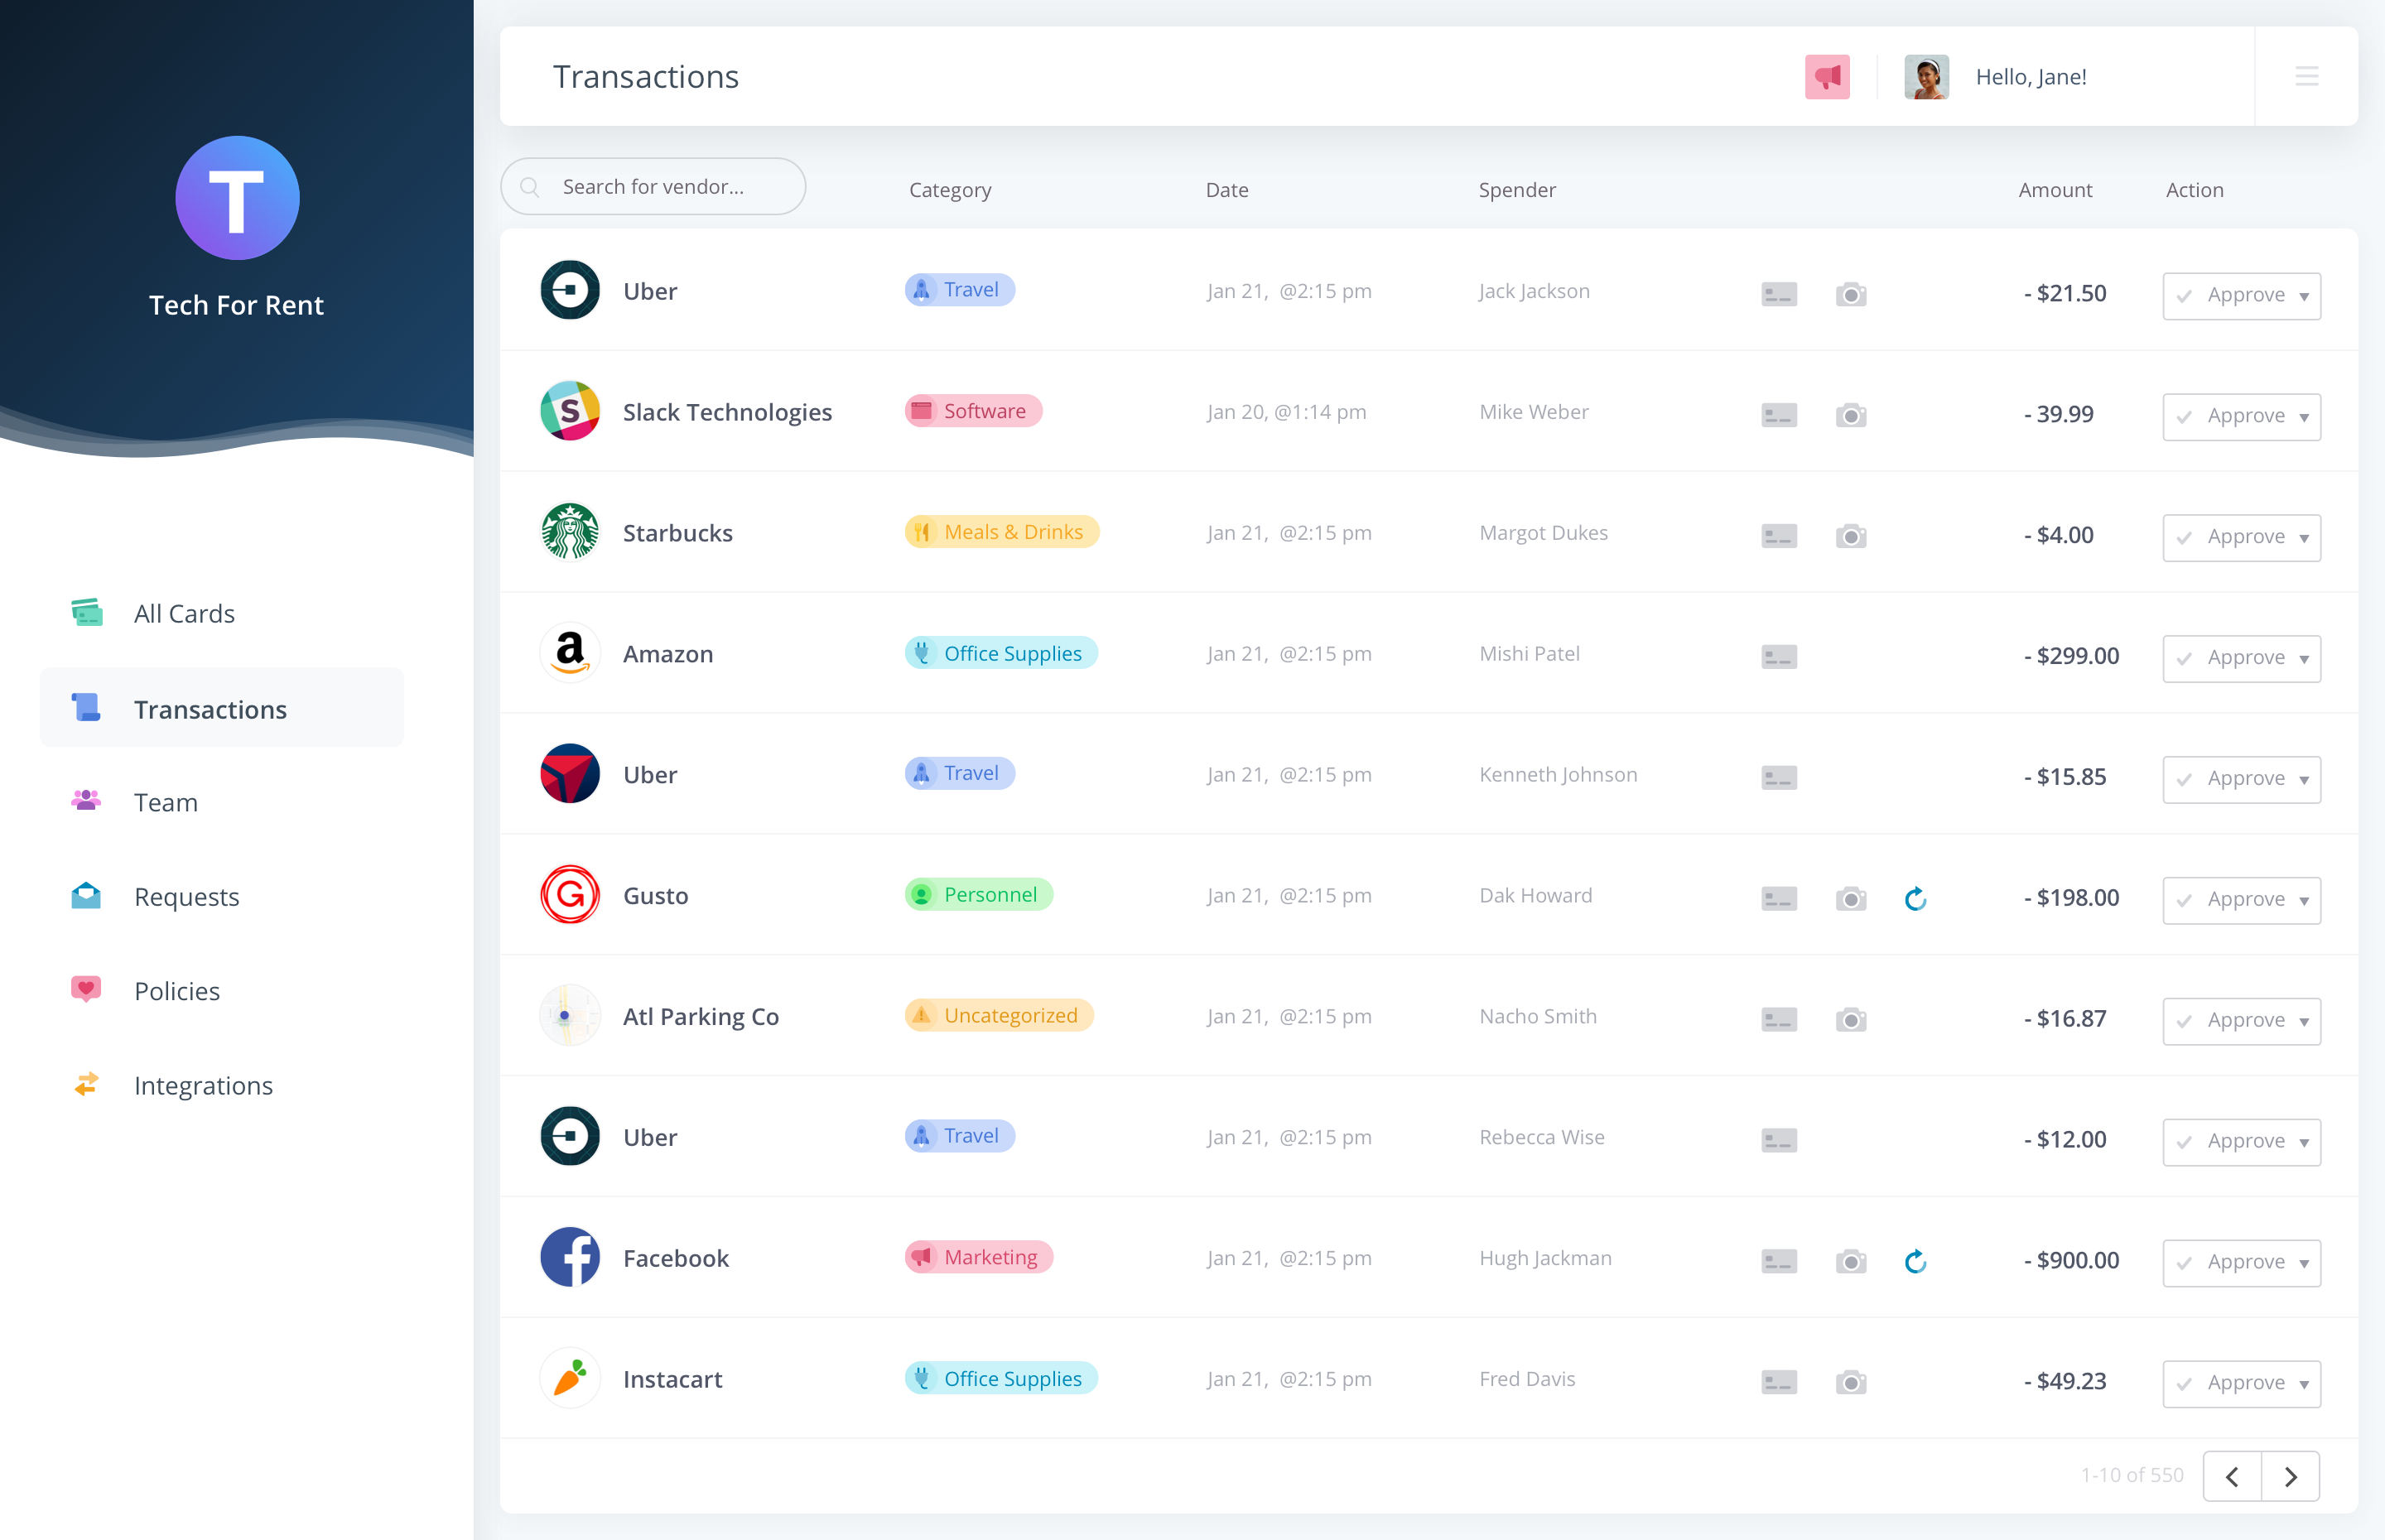 T
Tech For Rent
All Cards
Transactions
Team
Requests
Policies
Integrations
Transactions
Hello, Jane!
Search for vendor...
Category Date Spender Amount Action
Uber Travel Jan 21, @2:15 pm Jack Jackson - $21.50 Approve
S Slack Technologies Software Jan 20, @1:14 pm Mike Weber - 39.99 Approve
Starbucks Meals & Drinks Jan 21, @2:15 pm Margot Dukes - $4.00 Approve
a Amazon Office Supplies Jan 21, @2:15 pm Mishi Patel - $299.00 Approve
Uber Travel Jan 21, @2:15 pm Kenneth Johnson - $15.85 Approve
G Gusto Personnel Jan 21, @2:15 pm Dak Howard - $198.00 Approve
Atl Parking Co Uncategorized Jan 21, @2:15 pm Nacho Smith - $16.87 Approve
Uber Travel Jan 21, @2:15 pm Rebecca Wise - $12.00 Approve
f Facebook Marketing Jan 21, @2:15 pm Hugh Jackman - $900.00 Approve
Instacart Office Supplies Jan 21, @2:15 pm Fred Davis - $49.23 Approve
1-10 of 550